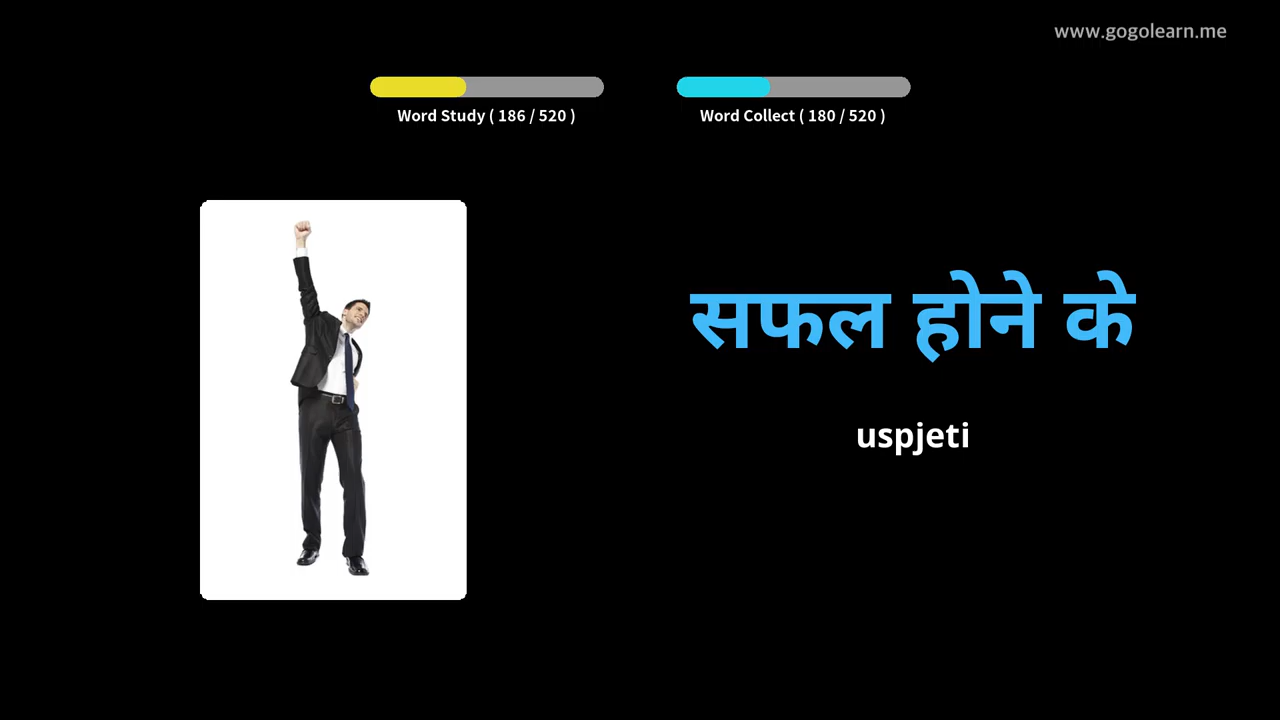 www.gogolearn.me
Word Study ( 186 / 520 )
Word Collect ( 180 / 520 )
सफल होने के
uspjeti